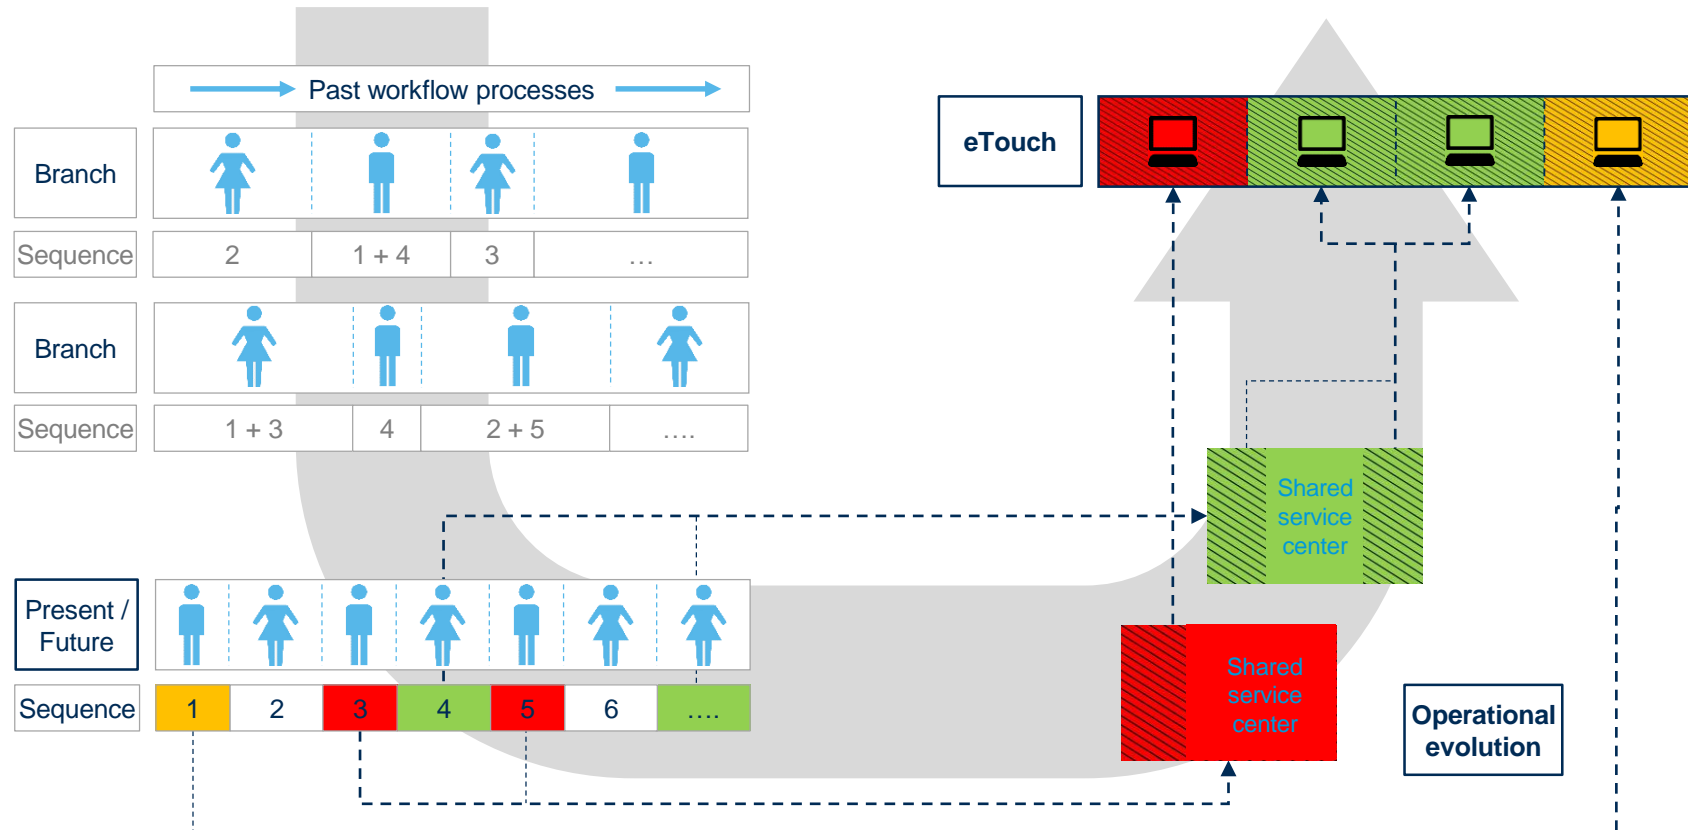 Past workflow processes
Branch
Sequence
2
1 + 4
3
...
Branch
Sequence
1 + 3
4
2 + 5
....
Present /
Future
Sequence
1
2
3
4
5
6
....
eTouch
Shared
service
center
Shared
service
center
Operational
evolution